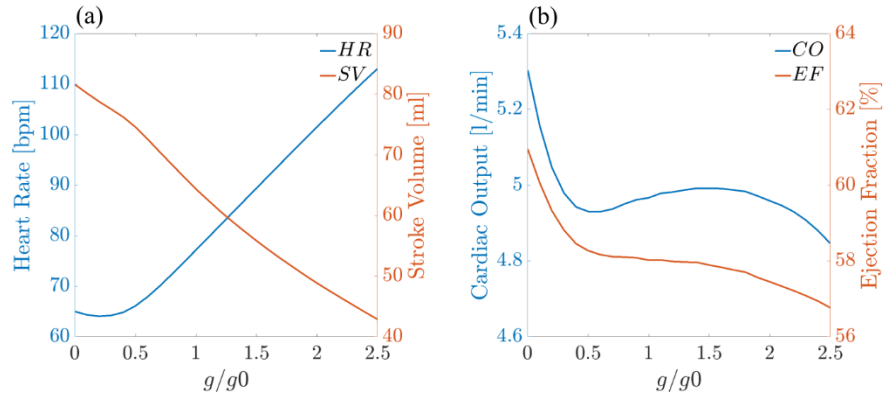 (a)
Heart Rate [bpm]
120
110
100
90
80
70
60
HR
SV
90
80
70
60
50
40
Stroke Volume [ml]
0 0.5 1 1.5 2 2.5
g/g0
(b)
Cardiac Output [l/min]
5.4
5.2
5
4.8
4.6
CO
EF
64
62
60
58
56
Ejection Fraction [%]
0 0.5 1 1.5 2 2.5
g/g0